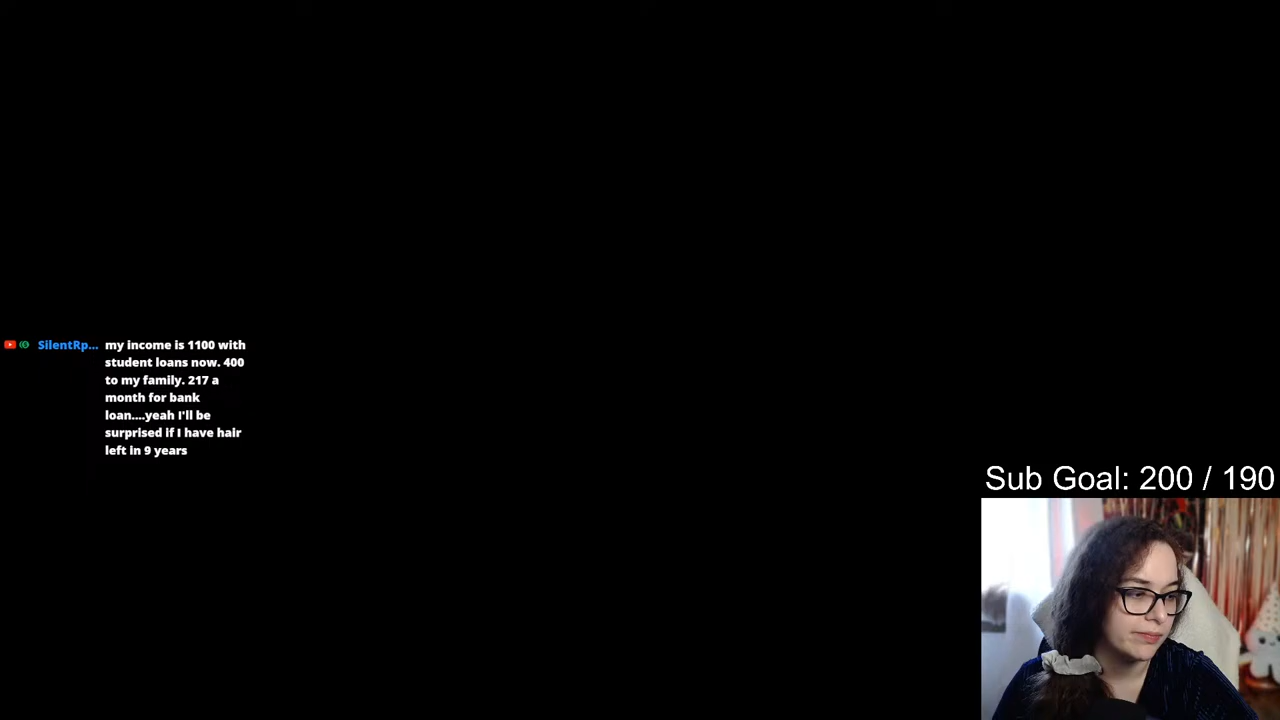 SilentRp... my income is 1100 with
student loans now. 400
to my family. 217 a
month for bank
loan....yeah I'll be
surprised if I have hair
left in 9 years
Sub Goal: 200 / 190